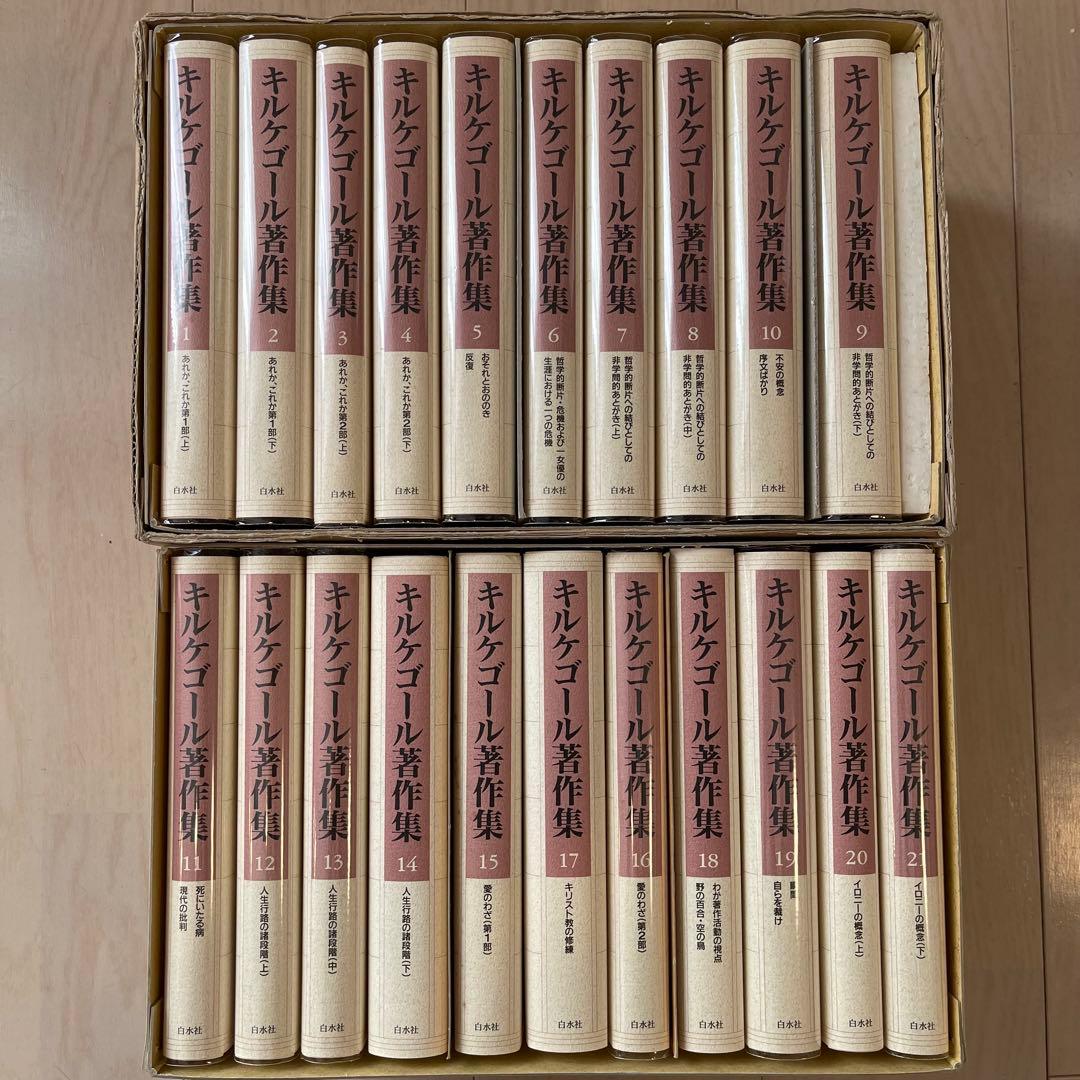 キルケゴール著作集
1
あれか、これか第1部(上)
白水社
キルケゴール著作集
2
あれか、これか第1部(下)
白水社
キルケゴール著作集
3
あれか、これか第2部(上)
白水社
キルケゴール著作集
4
あれか、これか第2部(下)
白水社
キルケゴール著作集
5
おそれとおののき
反復
白水社
キルケゴール著作集
6
哲学的断片・危機および一女優の
生涯における一つの危機
白水社
キルケゴール著作集
7
哲学的断片への結びとしての
非学問的あとがき(上)
白水社
キルケゴール著作集
8
哲学的断片への結びとしての
非学問的あとがき(中)
白水社
キルケゴール著作集
10
不安の概念
序文ばかり
白水社
キルケゴール著作集
9
哲学的断片への結びとしての
非学問的あとがき(下)
白水社
キルケゴール著作集
11
死にいたる病
現代の批判
白水社
キルケゴール著作集
12
人生行路の諸段階(上)
白水社
キルケゴール著作集
13
人生行路の諸段階(中)
白水社
キルケゴール著作集
14
人生行路の諸段階(下)
白水社
キルケゴール著作集
15
愛のわざ(第1部)
白水社
キルケゴール著作集
17
キリスト教の修練
白水社
キルケゴール著作集
16
愛のわざ(第2部)
白水社
キルケゴール著作集
18
わが著作活動の視点
野の百合・空の鳥
白水社
キルケゴール著作集
19
瞬間
自らを裁け
白水社
キルケゴール著作集
20
イロニーの概念(上)
白水社
キルケゴール著作集
21
イロニーの概念(下)
白水社